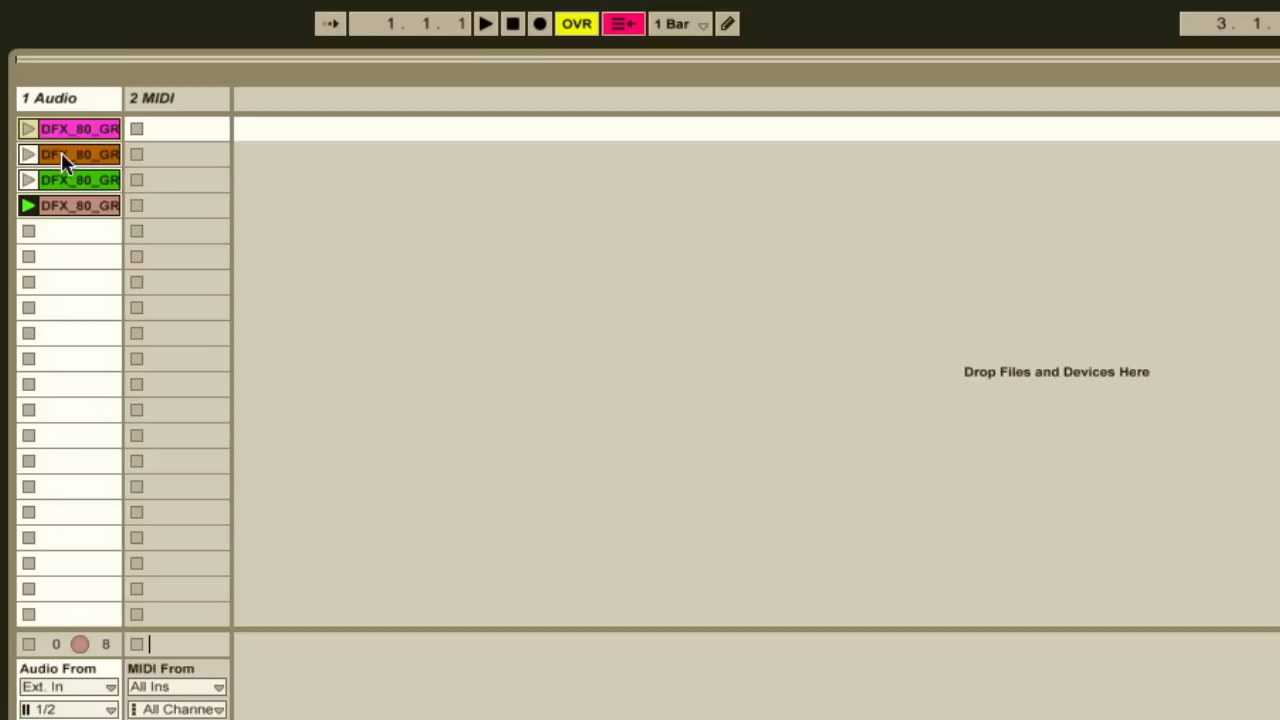 1. 1. 1
OVR
1 Bar
3. 1.
1 Audio
2 MIDI
DFX_80_GR
DFX_80_GR
DFX_80_GR
DFX_80_GR
Drop Files and Devices Here
0
8
Audio From
MIDI From
Ext. In
All Ins
1/2
All Channe